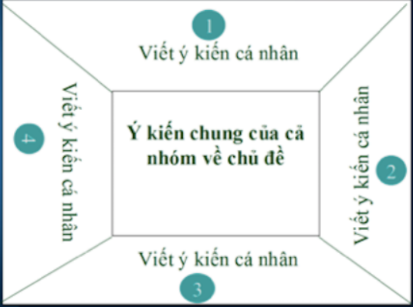 1
Viết ý kiến cá nhân
2
Viết ý kiến cá nhân
3
Viết ý kiến cá nhân
4
Viết ý kiến cá nhân
Ý kiến chung của cả
nhóm về chủ đề